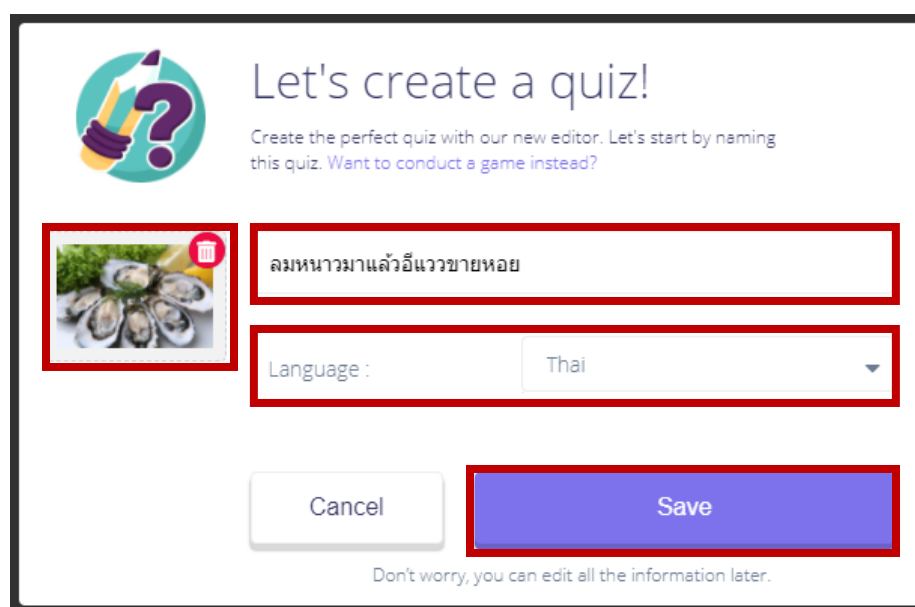 Let's create a quiz!
Create the perfect quiz with our new editor. Let's start by naming
this quiz. Want to conduct a game instead?
ลมหนาวมาแล้วอีแววขายหอย
Language :
Thai
Cancel
Save
Don't worry, you can edit all the information later.